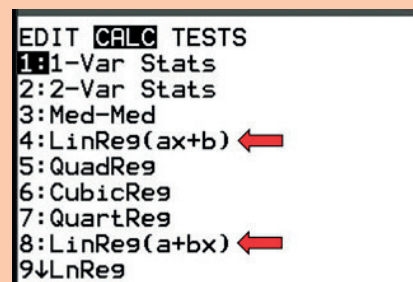 EDIT CALC TESTS
1:1-Var Stats
2:2-Var Stats
3:Med-Med
4:LinReg(ax+b)
5:QuadReg
6:CubicReg
7:QuartReg
8:LinReg(a+bx)
9↓LnReg